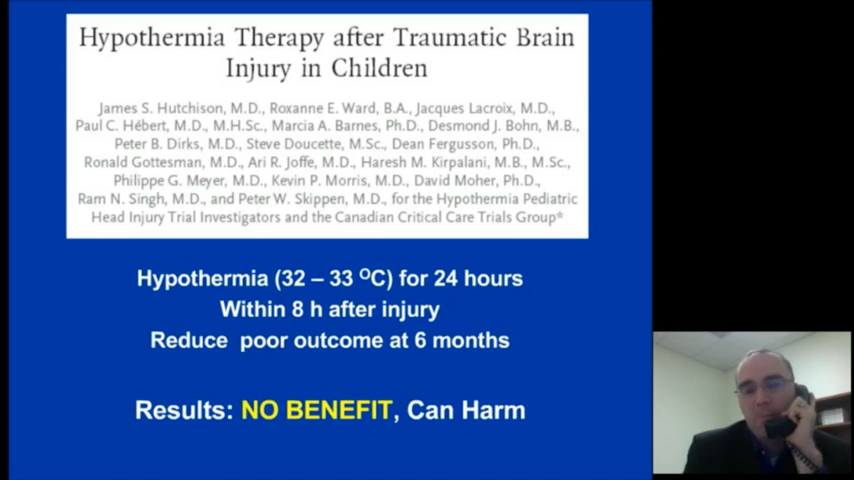 Hypothermia Therapy after Traumatic Brain
Injury in Children
James S. Hutchison, M.D., Roxanne E. Ward, B.A., Jacques Lacroix, M.D.,
Paul C. Hébert, M.D., M.H.Sc., Marcia A. Barnes, Ph.D., Desmond J. Bohn, M.B.,
Peter B. Dirks, M.D., Steve Doucette, M.Sc., Dean Fergusson, Ph.D.,
Ronald Gottesman, M.D., Ari R. Joffe, M.D., Haresh M. Kirpalani, M.B., M.Sc.,
Philippe G. Meyer, M.D., Kevin P. Morris, M.D., David Moher, Ph.D.,
Ram N. Singh, M.D., and Peter W. Skippen, M.D., for the Hypothermia Pediatric
Head Injury Trial Investigators and the Canadian Critical Care Trials Group*
Hypothermia (32 – 33 ᴼC) for 24 hours
Within 8 h after injury
Reduce poor outcome at 6 months
Results: NO BENEFIT, Can Harm